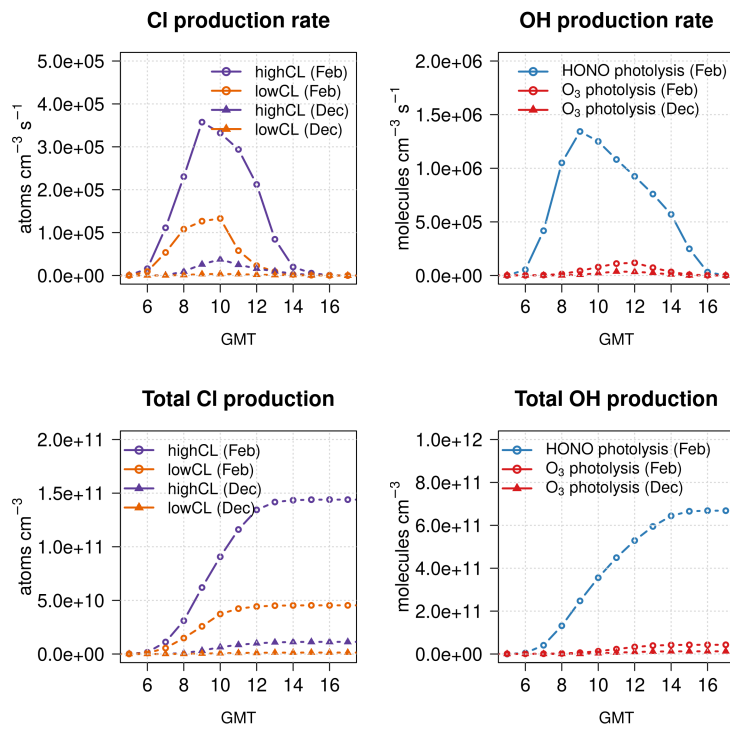 Cl production rate
atoms cm−3 s−1
5.0e+05
4.0e+05
3.0e+05
2.0e+05
1.0e+05
0.0e+00
highCL (Feb)
lowCL (Feb)
highCL (Dec)
lowCL (Dec)
6 8 10 12 14 16
GMT
OH production rate
molecules cm−3 s−1
2.0e+06
1.5e+06
1.0e+06
5.0e+05
0.0e+00
HONO photolysis (Feb)
O3 photolysis (Feb)
O3 photolysis (Dec)
6 8 10 12 14 16
GMT
Total Cl production
atoms cm−3
2.0e+11
1.5e+11
1.0e+11
5.0e+10
0.0e+00
highCL (Feb)
lowCL (Feb)
highCL (Dec)
lowCL (Dec)
6 8 10 12 14 16
GMT
Total OH production
molecules cm−3
1.0e+12
8.0e+11
6.0e+11
4.0e+11
2.0e+11
0.0e+00
HONO photolysis (Feb)
O3 photolysis (Feb)
O3 photolysis (Dec)
6 8 10 12 14 16
GMT